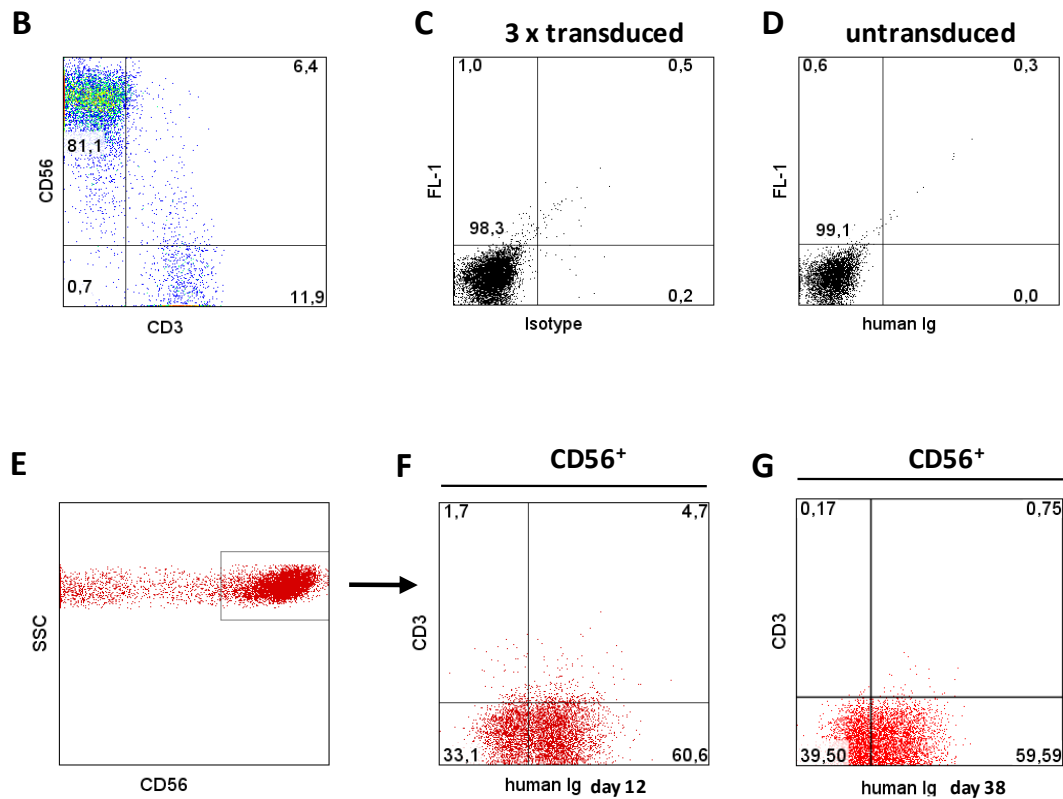 B
C
D
3 x transduced
untransduced
6,4
81,1
0,7
11,9
CD56
CD3
1,0
0,5
98,3
0,2
FL-1
Isotype
0,6
0,3
99,1
0,0
FL-1
human Ig
E
F
G
CD56⁺
CD56⁺
SSC
CD56
1,7
4,7
33,1
60,6
CD3
human Ig day 12
0,17
0,75
39,50
59,59
CD3
human Ig day 38